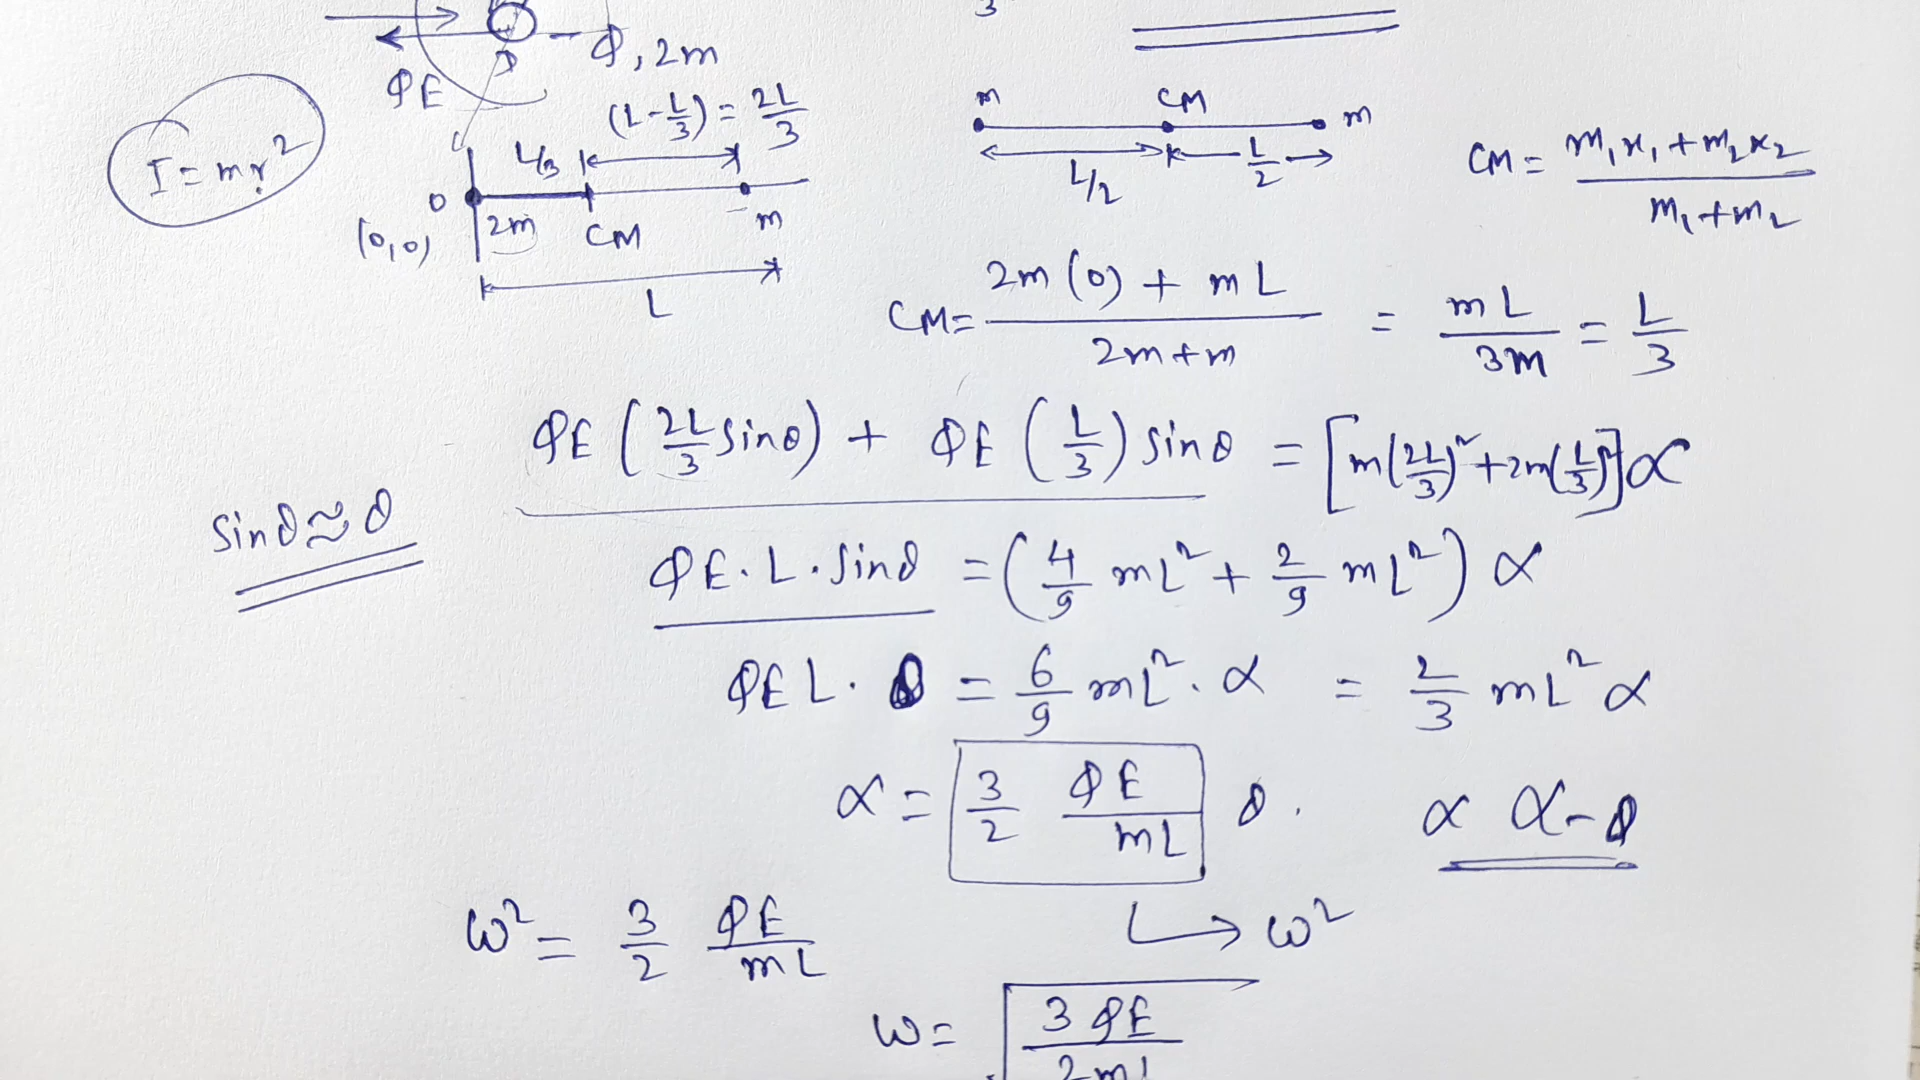 3
- Q, 2m
QE
(L - L/3) = 2L/3
I = mr²
L/3
0
(0,0)
2m
CM
m
L
m
CM
m
L/2
L/2
CM = m₁x₁ + m₂x₂ / m₁ + m₂
CM = 2m(0) + mL / 2m + m = mL / 3m = L/3
QE (2L/3 sinθ) + QE (L/3) sinθ = [m(2L/3)² + 2m(L/3)²] α
sinθ ≈ θ
QE . L . sinθ = (4/9 mL² + 2/9 mL²) α
QEL . θ = 6/9 mL² . α = 2/3 mL² α
α = 3/2 QE/mL θ .
α α - θ
ω² = 3/2 QE/mL
↳ ω²
ω = √(3QE/2mL)